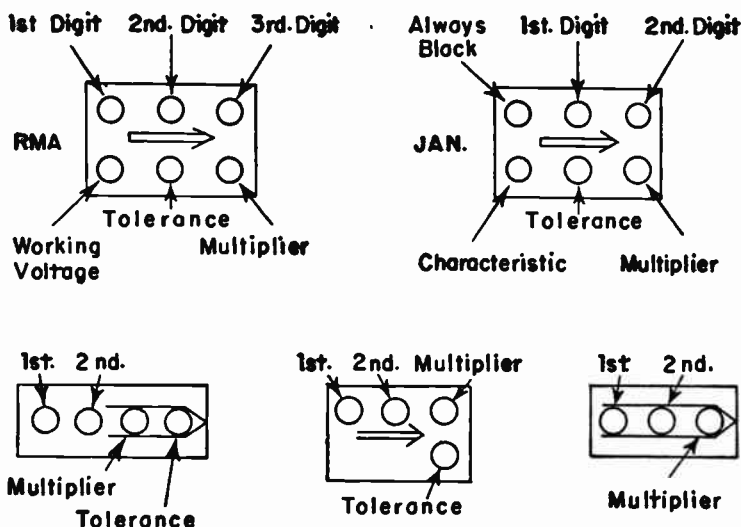 1st Digit 2nd. Digit 3rd. Digit
RMA
Working
Voltage
Tolerance
Multiplier
Always
Black
1st. Digit 2nd. Digit
JAN.
Characteristic
Tolerance
Multiplier
1st. 2nd.
Multiplier
Tolerance
1st. 2nd. Multiplier
Tolerance
1st 2nd.
Multiplier